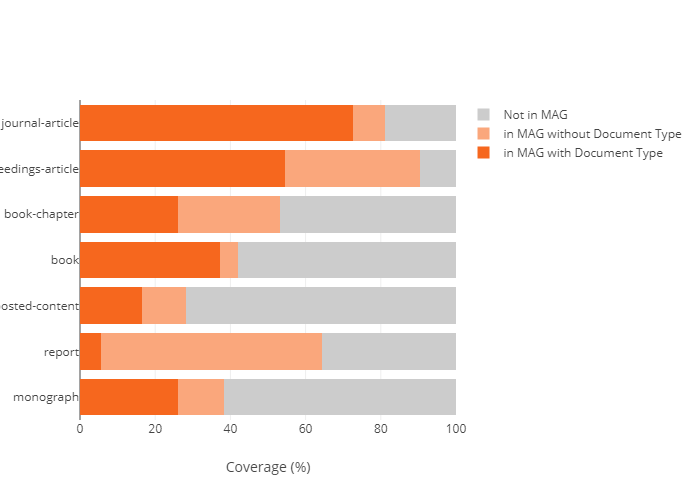 journal-article
eedings-article
book-chapter
book
osted-content
report
monograph
0 20 40 60 80 100
Coverage (%)
Not in MAG
in MAG without Document Type
in MAG with Document Type